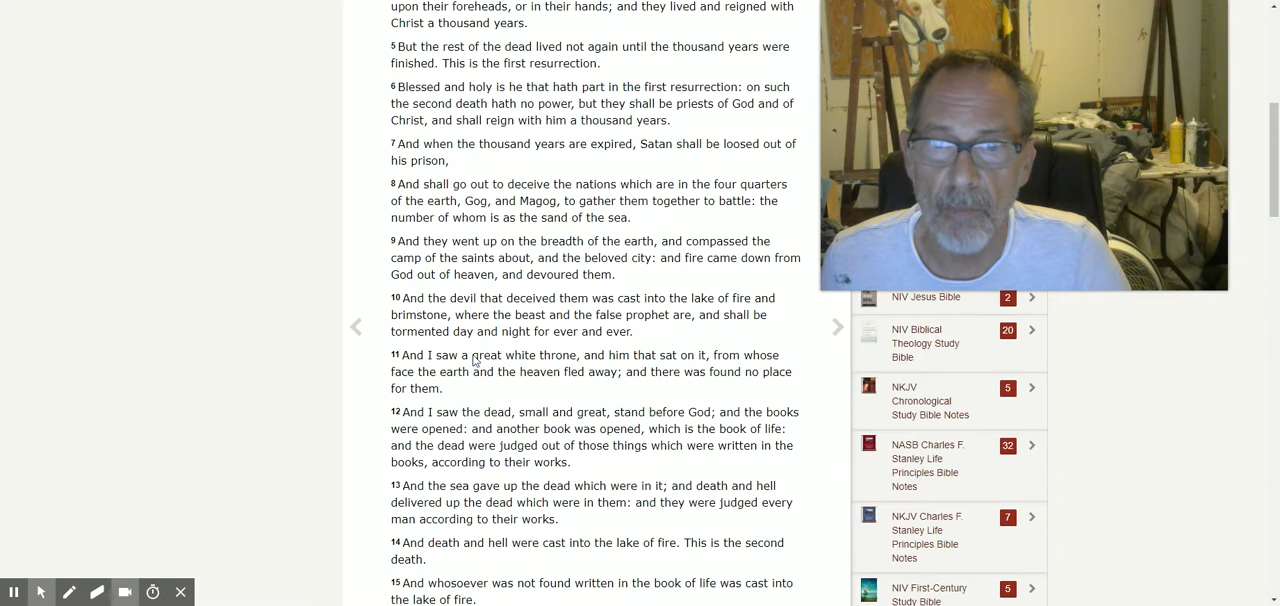 upon their foreheads, or in their hands; and they lived and reigned with
Christ a thousand years.
5 But the rest of the dead lived not again until the thousand years were
finished. This is the first resurrection.
6 Blessed and holy is he that hath part in the first resurrection: on such
the second death hath no power, but they shall be priests of God and of
Christ, and shall reign with him a thousand years.
7 And when the thousand years are expired, Satan shall be loosed out of
his prison,
8 And shall go out to deceive the nations which are in the four quarters
of the earth, Gog, and Magog, to gather them together to battle: the
number of whom is as the sand of the sea.
9 And they went up on the breadth of the earth, and compassed the
camp of the saints about, and the beloved city: and fire came down from
God out of heaven, and devoured them.
10 And the devil that deceived them was cast into the lake of fire and
brimstone, where the beast and the false prophet are, and shall be
tormented day and night for ever and ever.
11 And I saw a great white throne, and him that sat on it, from whose
face the earth and the heaven fled away; and there was found no place
for them.
12 And I saw the dead, small and great, stand before God; and the books
were opened: and another book was opened, which is the book of life:
and the dead were judged out of those things which were written in the
books, according to their works.
13 And the sea gave up the dead which were in it; and death and hell
delivered up the dead which were in them: and they were judged every
man according to their works.
14 And death and hell were cast into the lake of fire. This is the second
death.
15 And whosoever was not found written in the book of life was cast into
the lake of fire.
NIV Jesus Bible 2
NIV Biblical 20
Theology Study
Bible
NKJV 5
Chronological
Study Bible Notes
NASB Charles F. 32
Stanley Life
Principles Bible
Notes
NKJV Charles F. 7
Stanley Life
Principles Bible
Notes
NIV First-Century 5
Study Bible